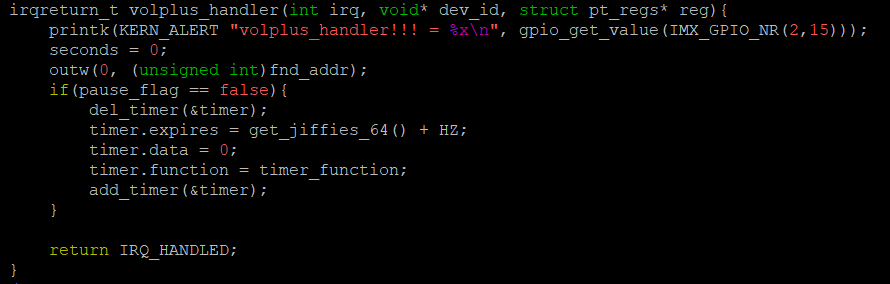 irqreturn_t volplus_handler(int irq, void* dev_id, struct pt_regs* reg){
    printk(KERN_ALERT "volplus_handler!!! = %x\n", gpio_get_value(IMX_GPIO_NR(2,15)));
    seconds = 0;
    outw(0, (unsigned int)fnd_addr);
    if(pause_flag == false){
        del_timer(&timer);
        timer.expires = get_jiffies_64() + HZ;
        timer.data = 0;
        timer.function = timer_function;
        add_timer(&timer);
    }

    return IRQ_HANDLED;
}